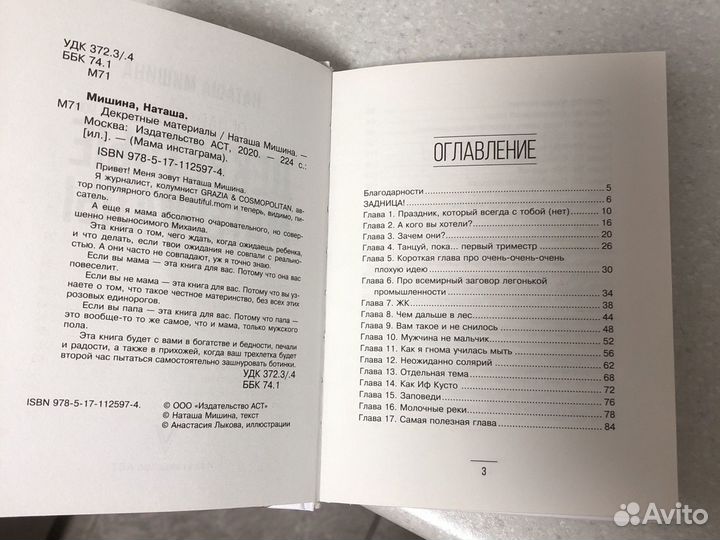 УДК 372.3/.4
ББК 74.1
М71
Мишина, Наташа.
М71 Декретные материалы / Наташа Мишина. —
Москва: Издательство АСТ, 2020. — 224 с.:
[ил.]. — (Мама инстаграма).
ISBN 978-5-17-112597-4.
Привет! Меня зовут Наташа Мишина.
Я журналист, колумнист GRAZIA & COSMOPOLITAN, ав-
тор популярного блога Beautiful.mom и теперь, видимо, пи-
сатель.
А еще я мама абсолютно очаровательного, но совер-
шенно невыносимого Михаила.
Эта книга о том, чего ждать, когда ожидаешь ребенка,
и что делать, если твои ожидания не совпали с реально-
стью. А они часто не совпадают, уж я точно знаю.
Если вы мама — эта книга для вас. Потому что она вас
повеселит.
Если вы не мама — эта книга для вас. Потому что вы уз-
наете о том, что такое честное материнство, без всех этих
розовых единорогов.
Если вы папа — эта книга для вас. Потому что папа —
это вообще-то то же самое, что и мама, только мужского
пола.
Эта книга будет с вами в богатстве и бедности, печали
и радости, а также в прихожей, когда ваш трехлетка будет
второй час пытаться самостоятельно зашнуровать ботинки.
УДК 372.3/.4
ББК 74.1
ISBN 978-5-17-112597-4.
© ООО «Издательство АСТ»
© Наташа Мишина, текст
© Анастасия Лыкова, иллюстрации
ОГЛАВЛЕНИЕ
Благодарности 5
ЗАДНИЦА! 6
Глава 1. Праздник, который всегда с тобой (нет) 10
Глава 2. А кого вы хотели? 16
Глава 3. Зачем они? 20
Глава 4. Танцуй, пока... первый триместр 26
Глава 5. Короткая глава про очень-очень-очень
плохую идею 30
Глава 6. Про всемирный заговор легонькой
промышленности 34
Глава 7. ЖК 38
Глава 8. Чем дальше в лес 44
Глава 9. Вам такое и не снилось 48
Глава 10. Мужчина не мальчик 52
Глава 11. Как я гнома училась мыть 56
Глава 12. Неожиданно солярий 62
Глава 13. Отдельная тема 68
Глава 14. Как Иф Кусто 72
Глава 15. Заповеди 76
Глава 16. Молочные реки 78
Глава 17. Самая полезная глава 84
3
Avito